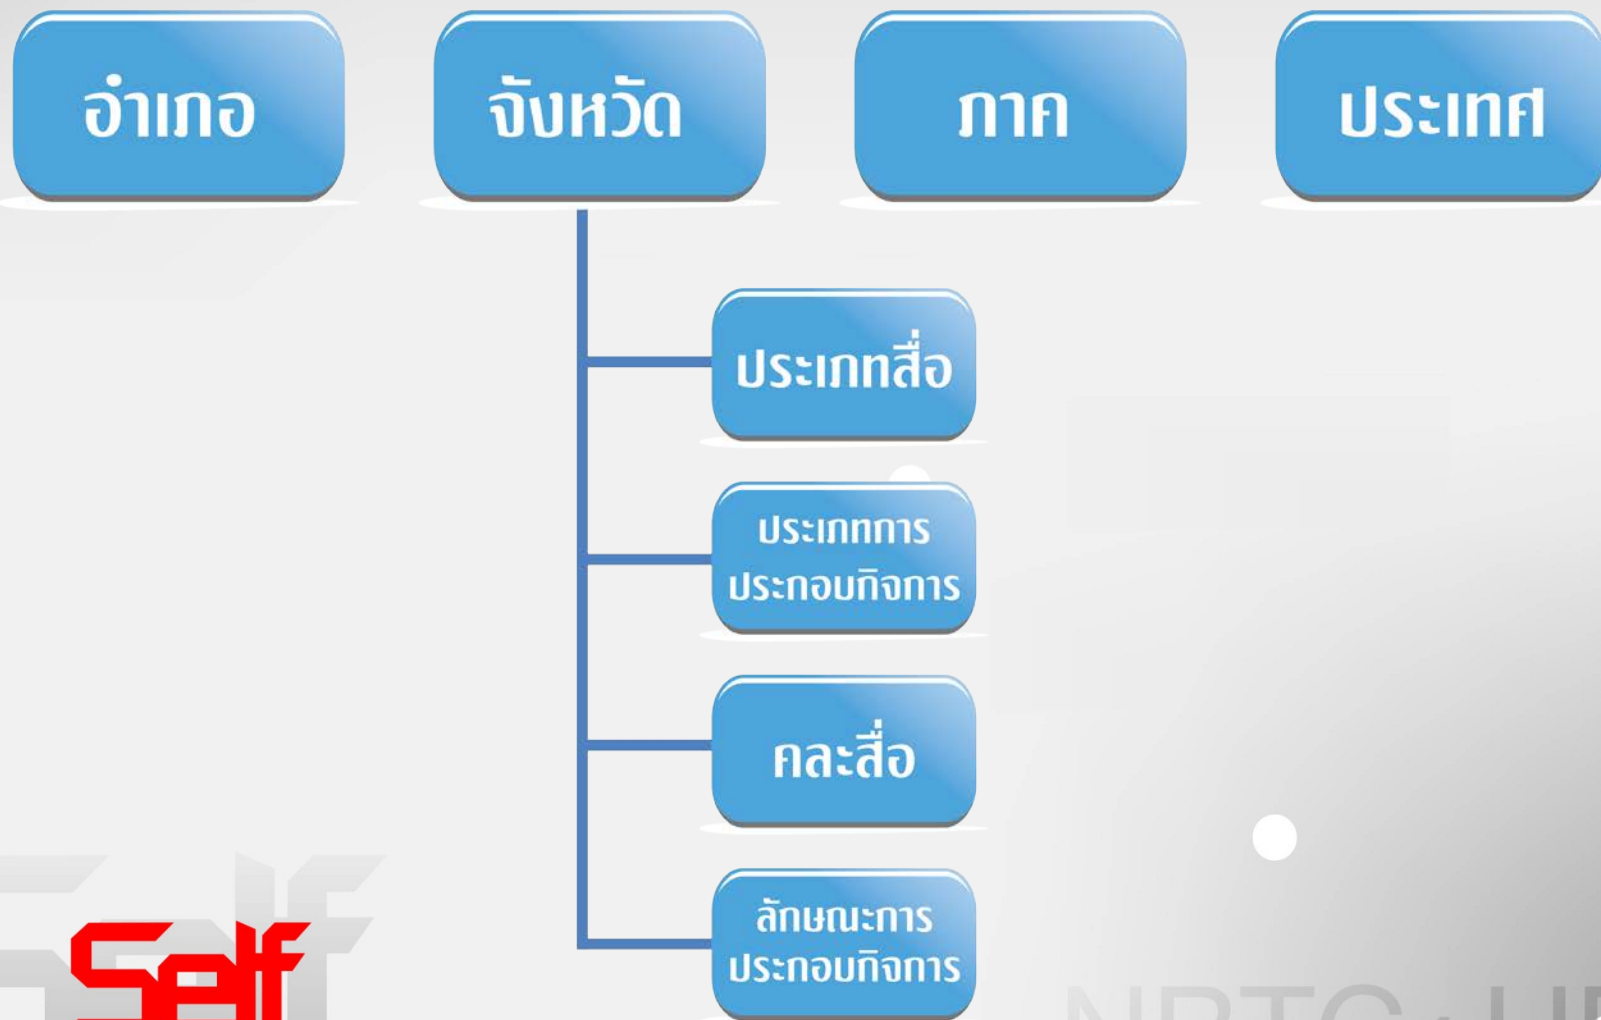 อำเภอ
จังหวัด
ภาค
ประเทศ
ประเภทสื่อ
ประเภทการ
ประกอบกิจการ
คละสื่อ
ลักษณะการ
ประกอบกิจการ
Self
NBTC